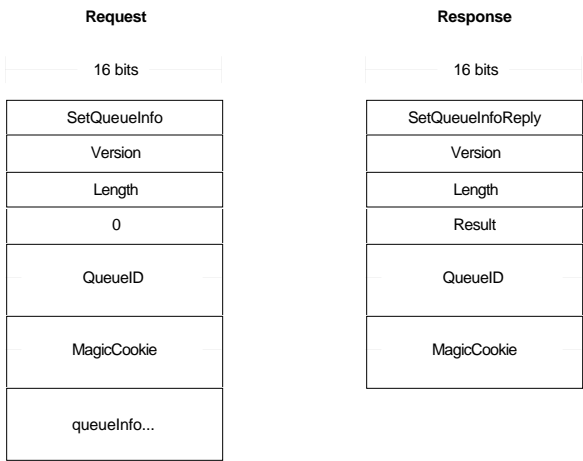 Request
16 bits
SetQueueInfo
Version
Length
0
QueueID
MagicCookie
queueInfo...
Response
16 bits
SetQueueInfoReply
Version
Length
Result
QueueID
MagicCookie